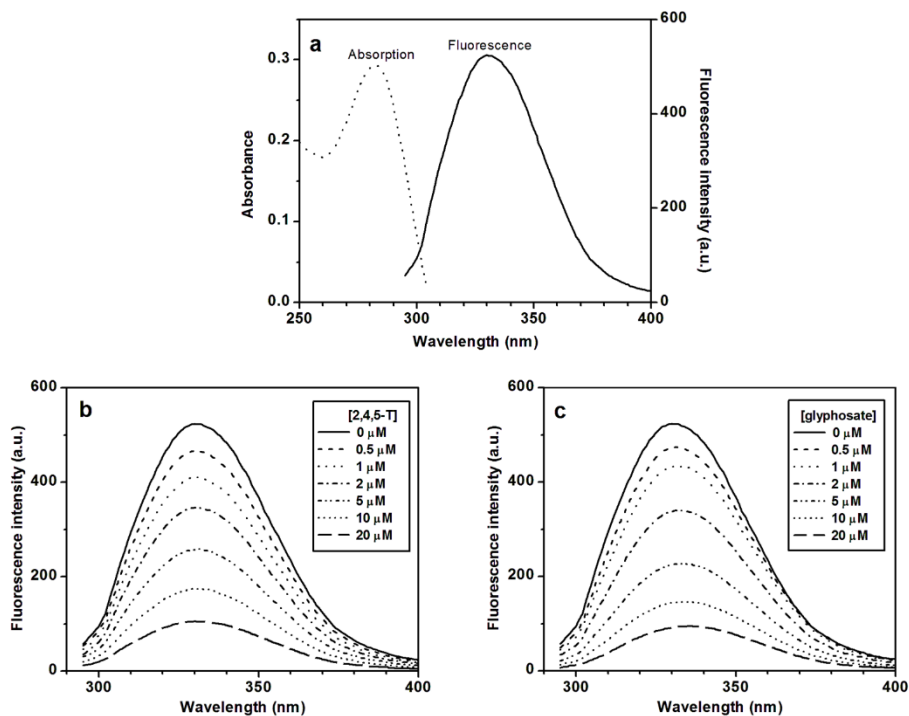 a
Absorption
Fluorescence
0.3
0.2
0.1
0.0
Absorbance
600
400
200
0
Fluorescence intensity (a.u.)
250
300
350
400
Wavelength (nm)
b
600
400
200
0
Fluorescence intensity (a.u.)
[2,4,5-T]
0 µM
0.5 µM
1 µM
2 µM
5 µM
10 µM
20 µM
300
350
400
Wavelength (nm)
c
600
400
200
0
Fluorescence intensity (a.u.)
[glyphosate]
0 µM
0.5 µM
1 µM
2 µM
5 µM
10 µM
20 µM
300
350
400
Wavelength (nm)